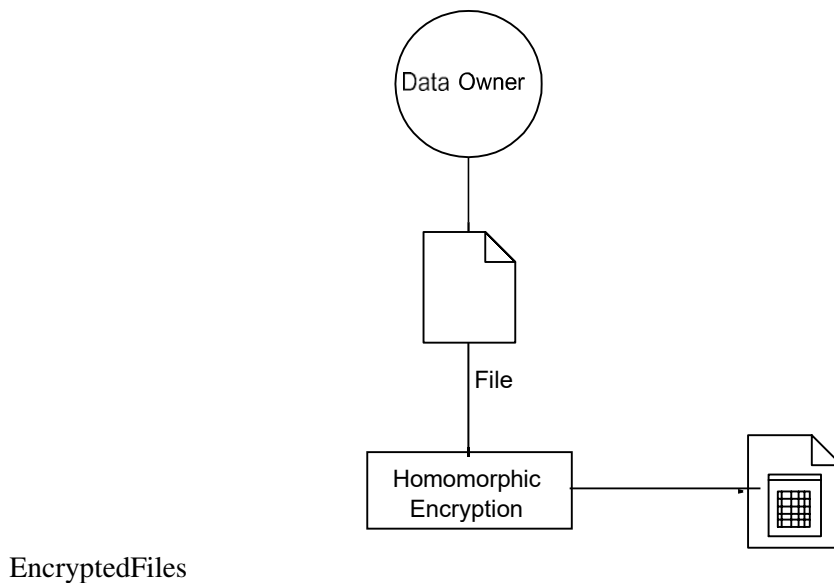 Data Owner
File
Homomorphic
Encryption
EncryptedFiles